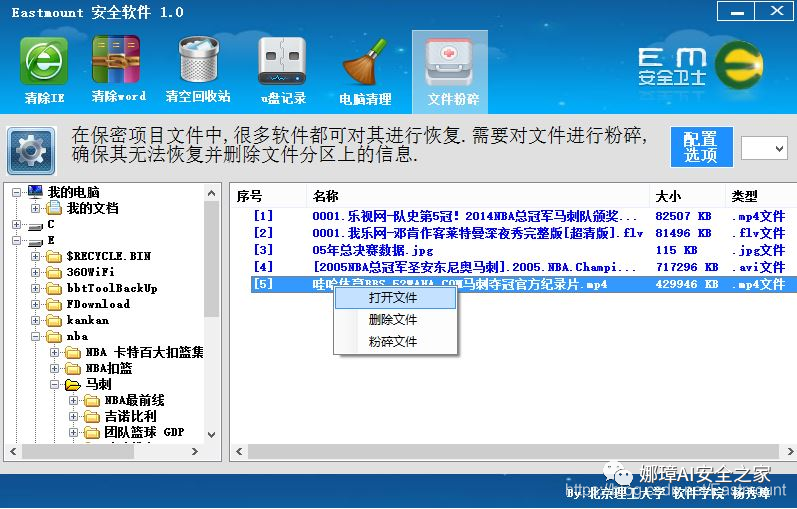 Eastmount 安全软件 1.0
清除IE
清除word
清空回收站
u盘记录
电脑清理
文件粉碎
EM
安全卫士
在保密项目文件中,很多软件都可对其进行恢复.需要对文件进行粉碎,
确保其无法恢复并删除文件分区上的信息.
配置
选项
我的电脑
我的文档
C
E
$RECYCLE.BIN
360WiFi
bbtToolBackUp
FDownload
kankan
nba
NBA 卡特百大扣篮集
NBA扣篮
马刺
NBA最前线
吉诺比利
团队篮球 GDP
序号 名称 大小 类型
[1] 0001.乐视网-队史第5冠！2014NBA总冠军马刺队颁奖... 82507 KB .mp4文件
[2] 0001.我乐网-邓肯作客莱特曼深夜秀完整版[超清版].flv 81496 KB .flv文件
[3] 05年总决赛数据.jpg 115 KB .jpg文件
[4] [2005NBA总冠军圣安东尼奥马刺].2005.NBA.Champi... 717296 KB .avi文件
[5] 哇哈体育BBS.52WAHA.COM马刺夺冠官方纪录片.mp4 429946 KB .mp4文件
打开文件
删除文件
粉碎文件
娜璋AI安全之家
By: 北京理工大学 软件学院 杨秀璋